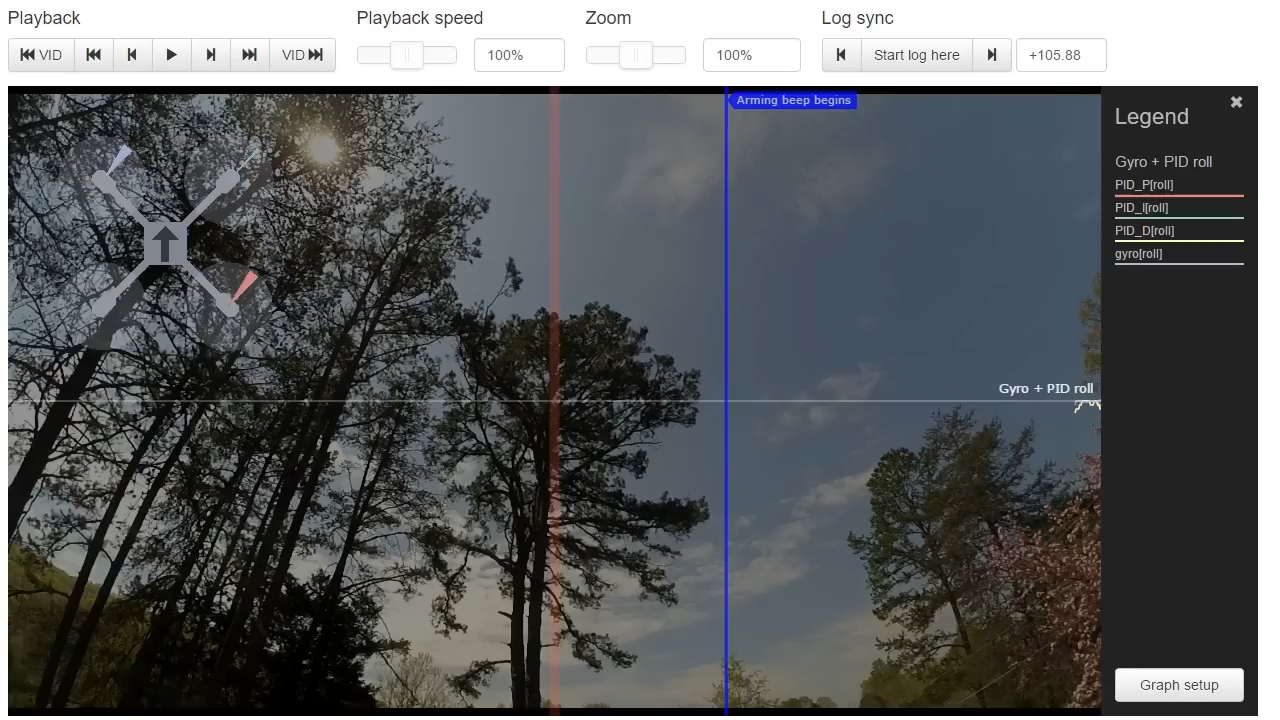 Playback
Playback speed
Zoom
Log sync
VID
VID
100%
100%
Start log here
+105.88
Arming beep begins
Legend
Gyro + PID roll
PID_P[roll]
PID_I[roll]
PID_D[roll]
gyro[roll]
Gyro + PID roll
Graph setup